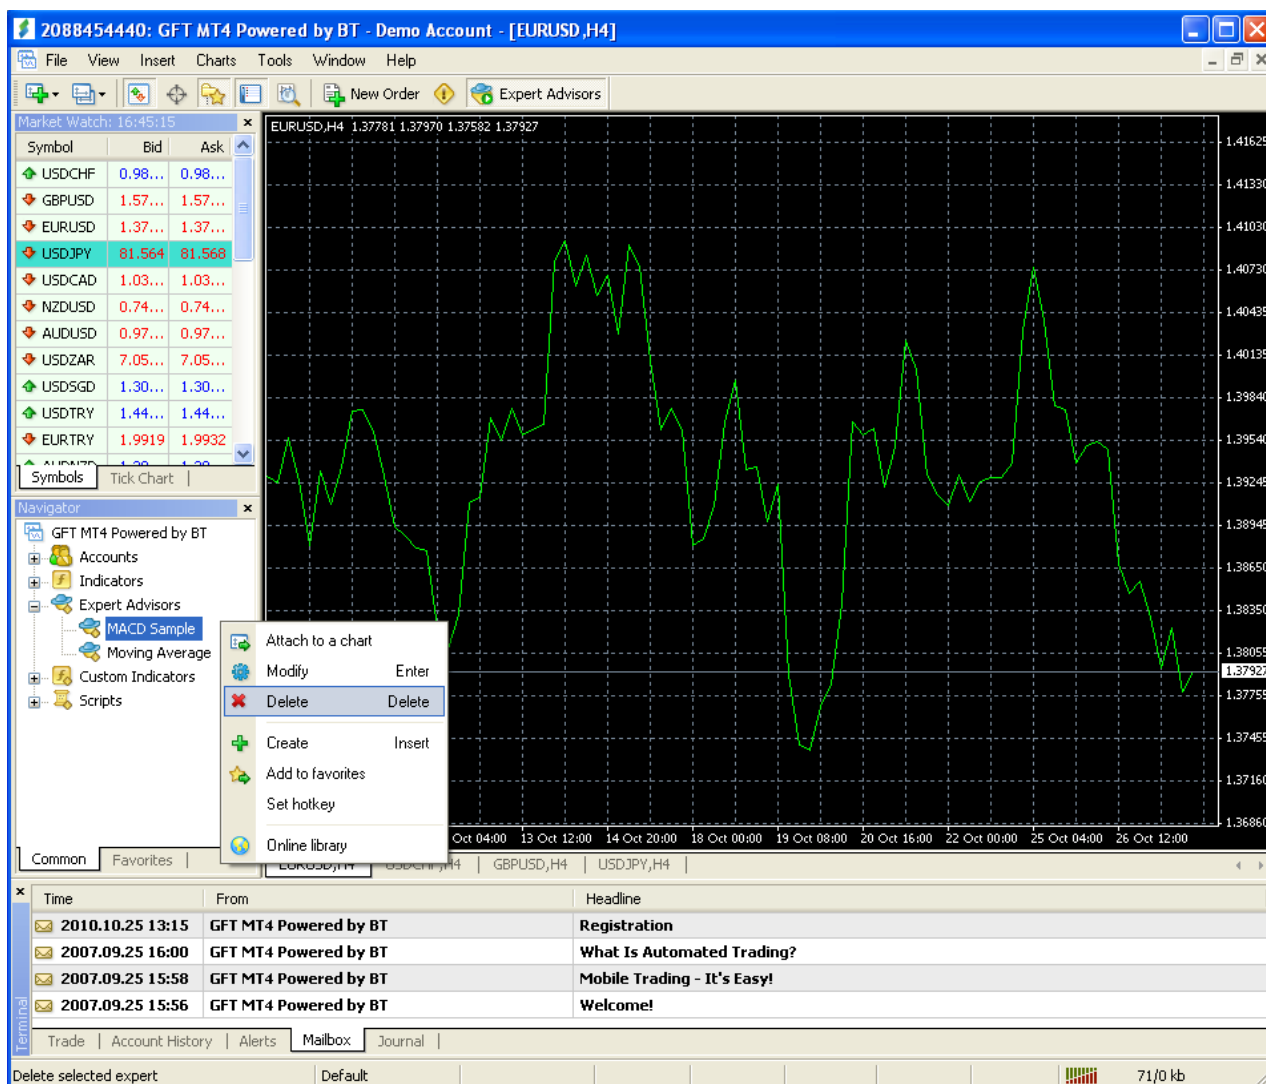 2088454440: GFT MT4 Powered by BT - Demo Account - [EURUSD,H4]
File View Insert Charts Tools Window Help
New Order Expert Advisors
Market Watch: 16:45:15
Symbol Bid Ask
USDCHF 0.98... 0.98...
GBPUSD 1.57... 1.57...
EURUSD 1.37... 1.37...
USDJPY 81.564 81.568
USDCAD 1.03... 1.03...
NZDUSD 0.74... 0.74...
AUDUSD 0.97... 0.97...
USDZAR 7.05... 7.05...
USDSGD 1.30... 1.30...
USDTRY 1.44... 1.44...
EURTRY 1.9919 1.9932
Symbols Tick Chart
Navigator
GFT MT4 Powered by BT
Accounts
Indicators
Expert Advisors
MACD Sample
Moving Average
Custom Indicators
Scripts
Common Favorites
Attach to a chart
Modify Enter
Delete Delete
Create Insert
Add to favorites
Set hotkey
Online library
EURUSD,H4 1.37781 1.37970 1.37582 1.37927
1.41625
1.41330
1.41030
1.40730
1.40435
1.40135
1.39840
1.39540
1.39245
1.38945
1.38650
1.38350
1.38055
1.37927
1.37755
1.37455
1.37160
1.36860
Oct 04:00 13 Oct 12:00 14 Oct 20:00 18 Oct 00:00 19 Oct 08:00 20 Oct 16:00 22 Oct 00:00 25 Oct 04:00 26 Oct 12:00
EURUSD,H4 USDCHF,H4 GBPUSD,H4 USDJPY,H4
Time From Headline
2010.10.25 13:15 GFT MT4 Powered by BT Registration
2007.09.25 16:00 GFT MT4 Powered by BT What Is Automated Trading?
2007.09.25 15:58 GFT MT4 Powered by BT Mobile Trading - It's Easy!
2007.09.25 15:56 GFT MT4 Powered by BT Welcome!
Terminal
Trade Account History Alerts Mailbox Journal
Delete selected expert Default 71/0 kb